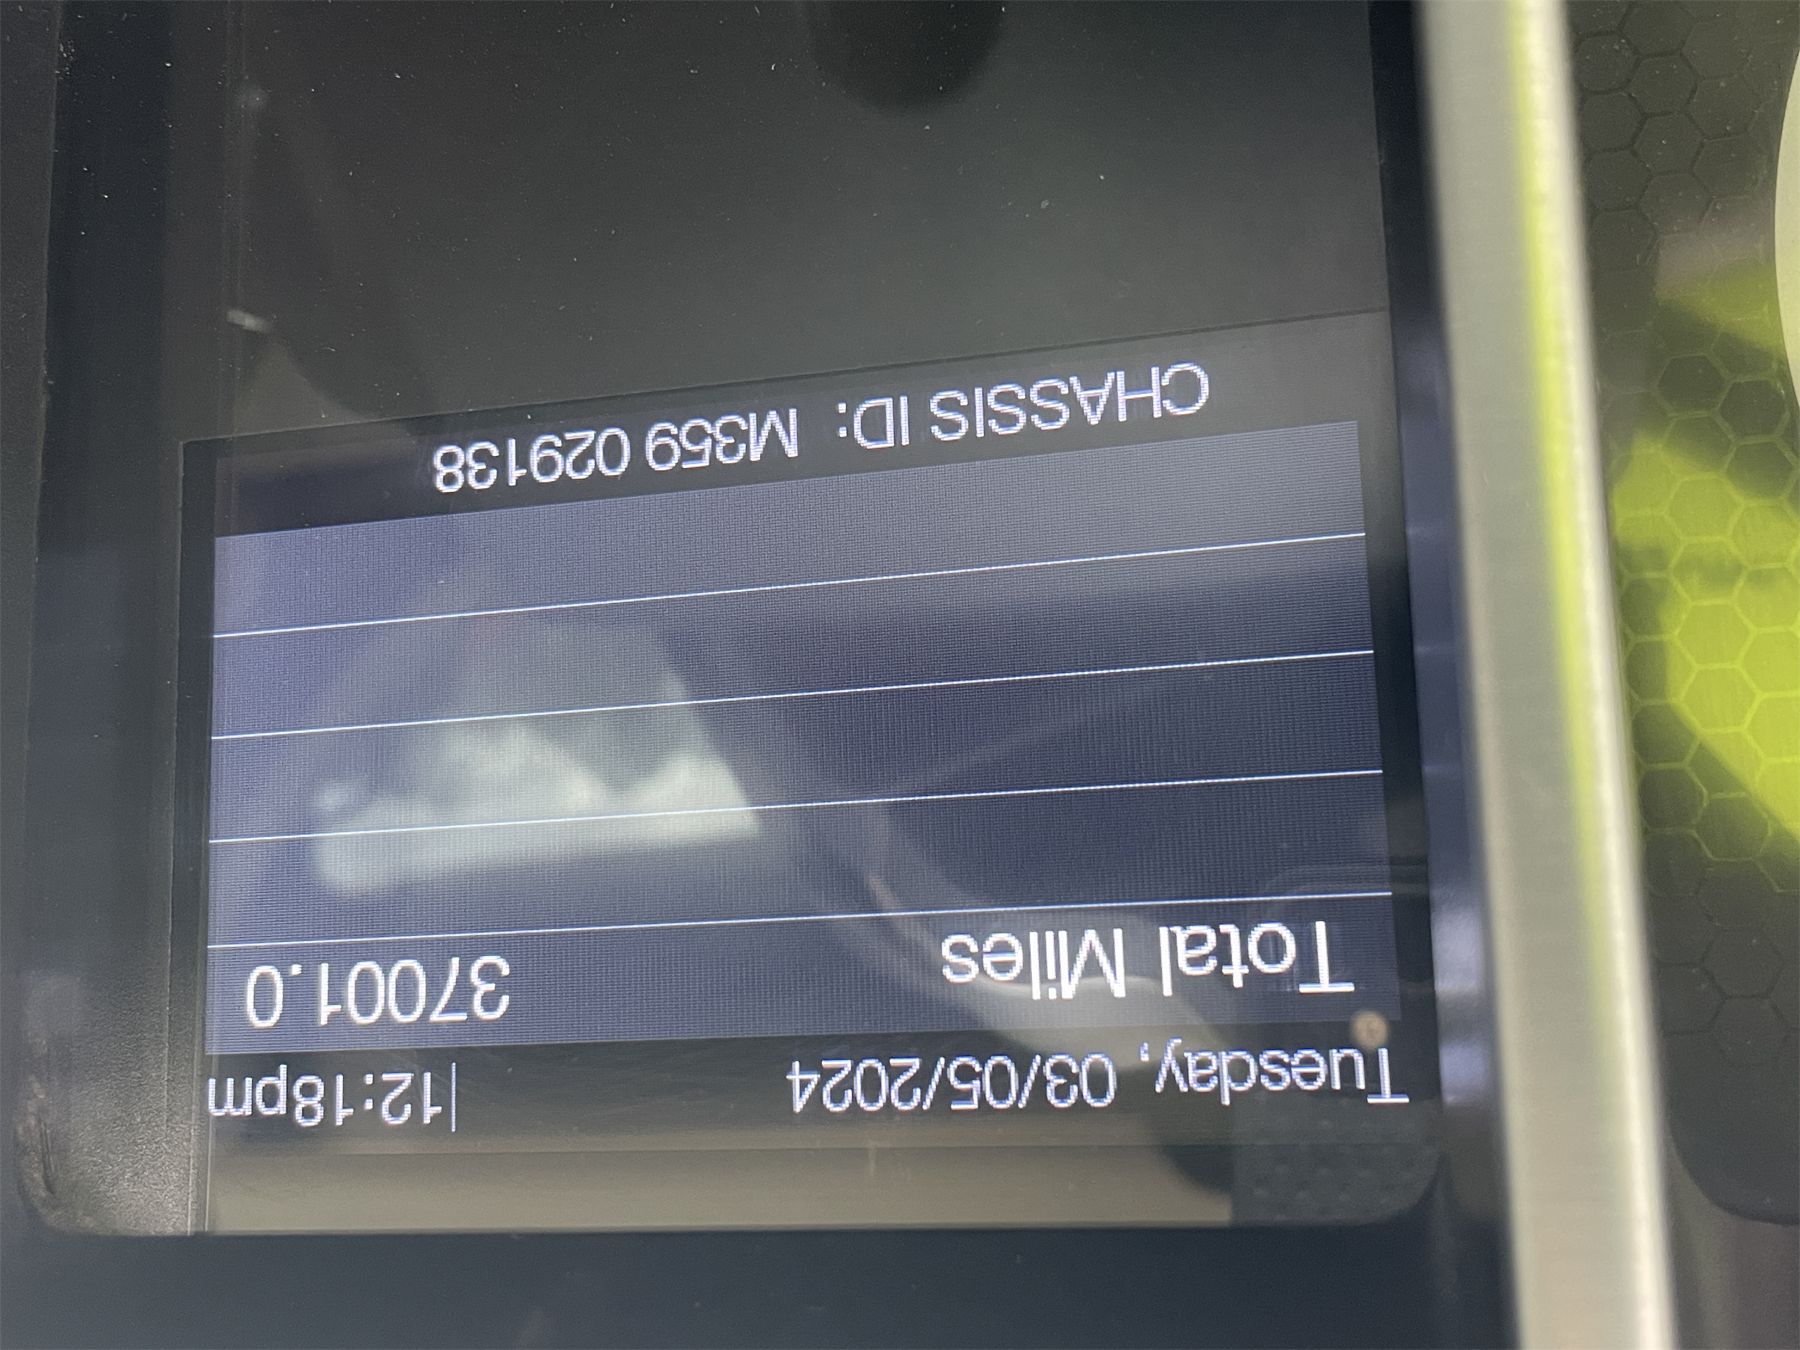 Tuesday, 03/05/2024 |12:18pm
Total Miles 37001.0
CHASSIS ID: M359 029138